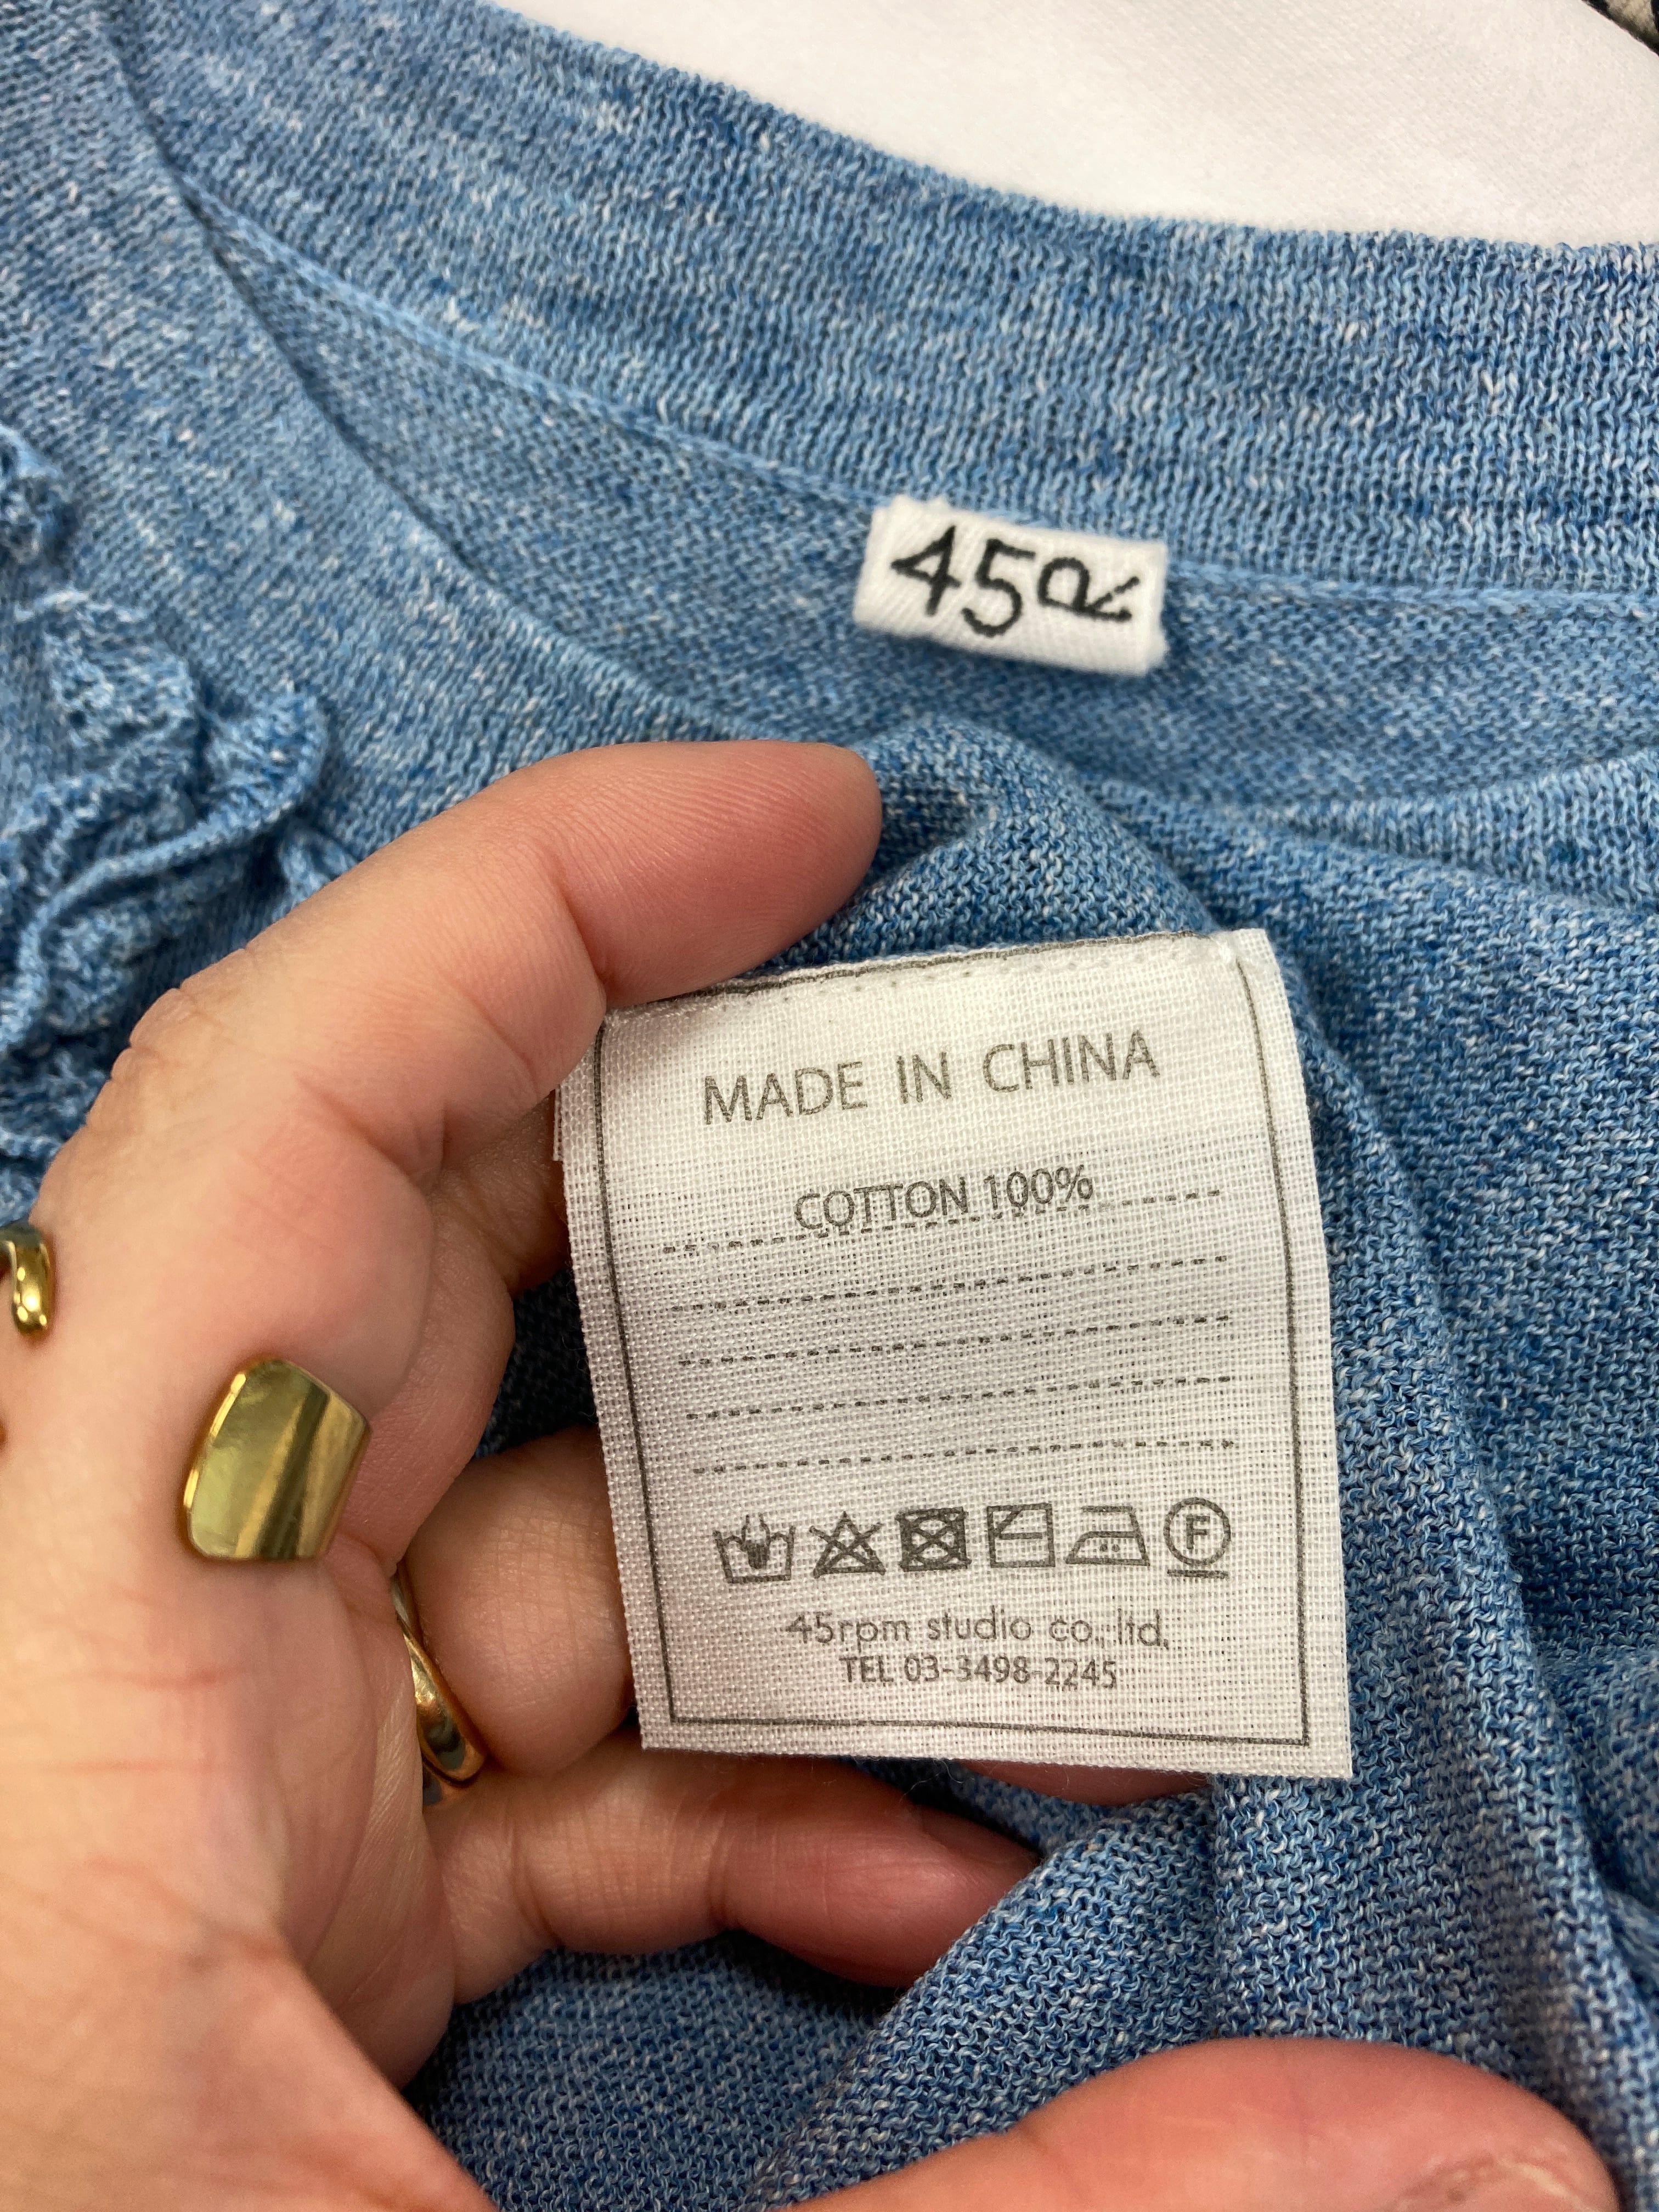 45R
MADE IN CHINA
COTTON 100%
F
45rpm studio co., ltd.
TEL 03-3498-2245